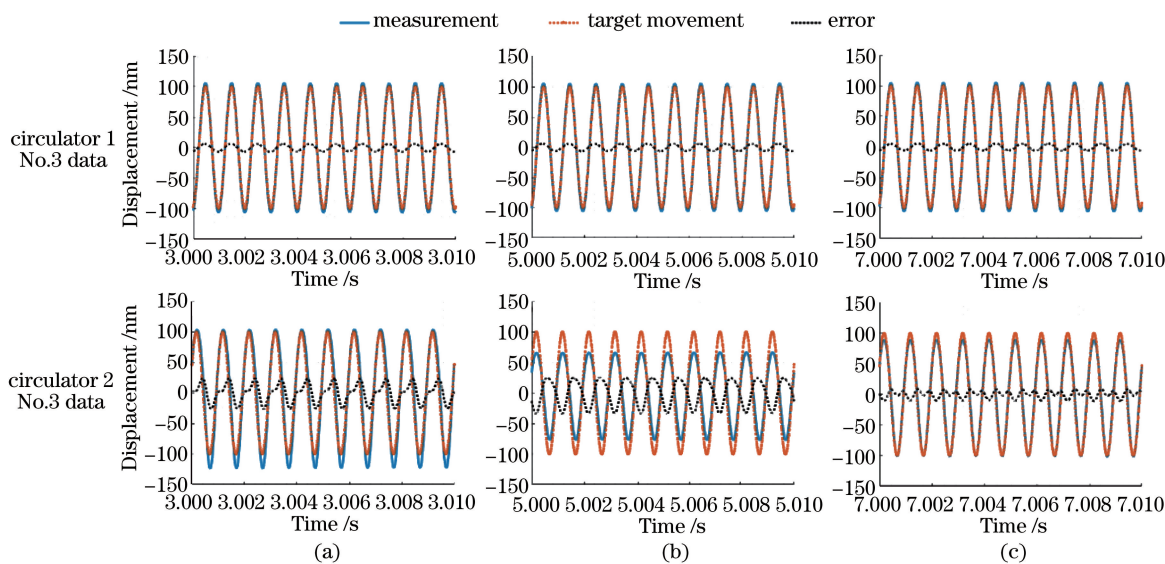 measurement target movement error
circulator 1
No.3 data
Displacement /nm
150
100
50
0
−50
−100
−150
3.000 3.002 3.004 3.006 3.008 3.010
Time /s
150
100
50
0
−50
−100
−150
5.000 5.002 5.004 5.006 5.008 5.010
Time /s
150
100
50
0
−50
−100
−150
7.000 7.002 7.004 7.006 7.008 7.010
Time /s
circulator 2
No.3 data
Displacement /nm
150
100
50
0
−50
−100
−150
3.000 3.002 3.004 3.006 3.008 3.010
Time /s
(a)
150
100
50
0
−50
−100
−150
5.000 5.002 5.004 5.006 5.008 5.010
Time /s
(b)
150
100
50
0
−50
−100
−150
7.000 7.002 7.004 7.006 7.008 7.010
Time /s
(c)